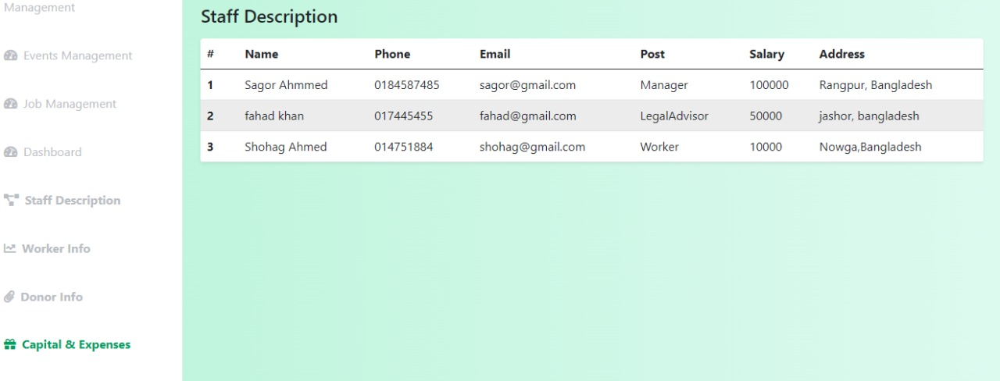 Management
Events Management
Job Management
Dashboard
Staff Description
Worker Info
Donor Info
Capital & Expenses
Staff Description
# Name Phone Email Post Salary Address
1 Sagor Ahmmed 0184587485 sagor@gmail.com Manager 100000 Rangpur, Bangladesh
2 fahad khan 017445455 fahad@gmail.com LegalAdvisor 50000 jashor, bangladesh
3 Shohag Ahmed 014751884 shohag@gmail.com Worker 10000 Nowga,Bangladesh